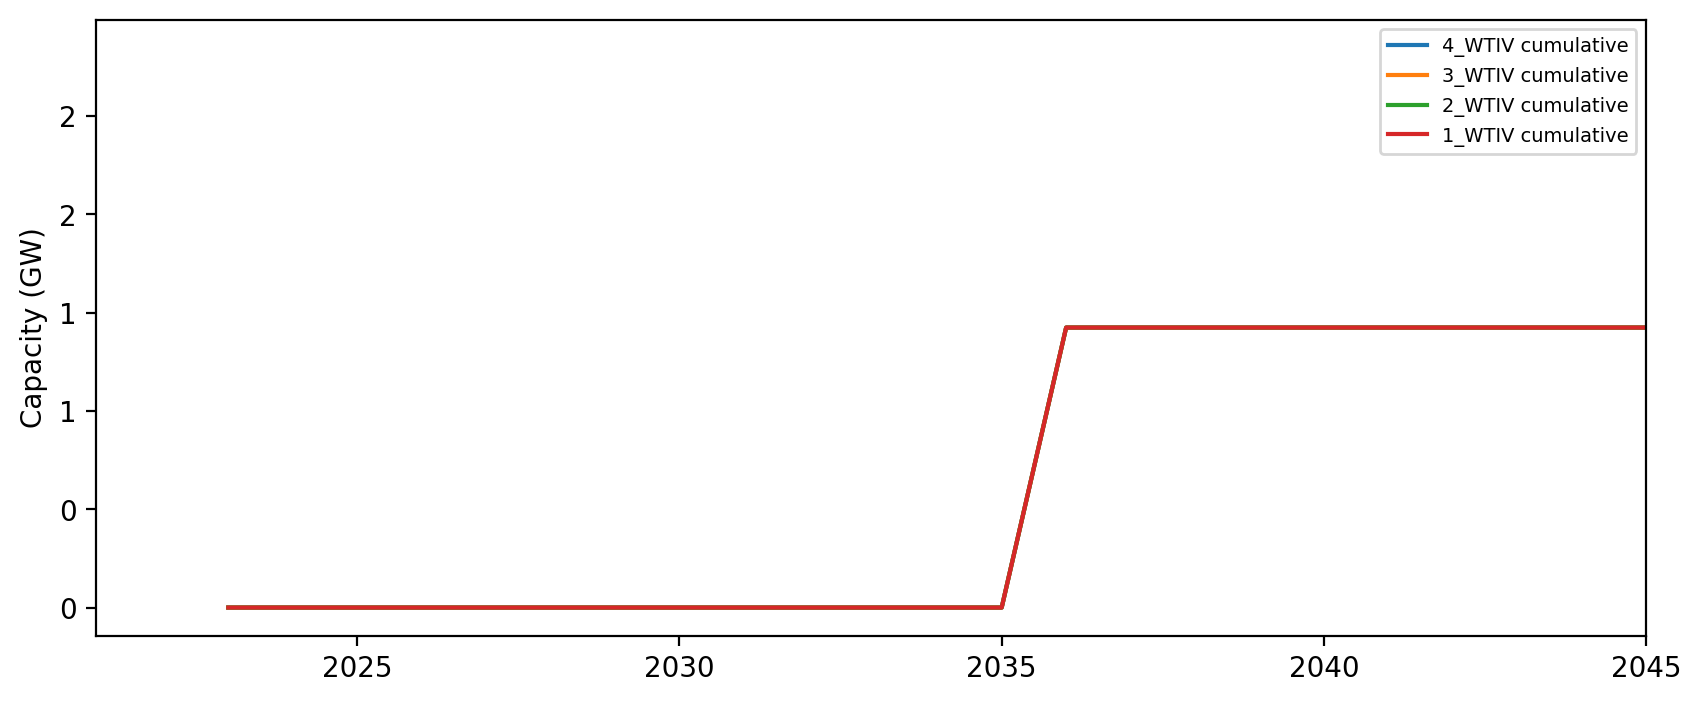 4_WTIV cumulative
3_WTIV cumulative
2_WTIV cumulative
1_WTIV cumulative
Capacity (GW)
2
2
1
1
0
0
2025 2030 2035 2040 2045